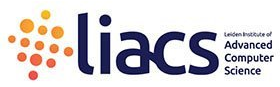 liacs
Leiden Institute of
Advanced
Computer
Science